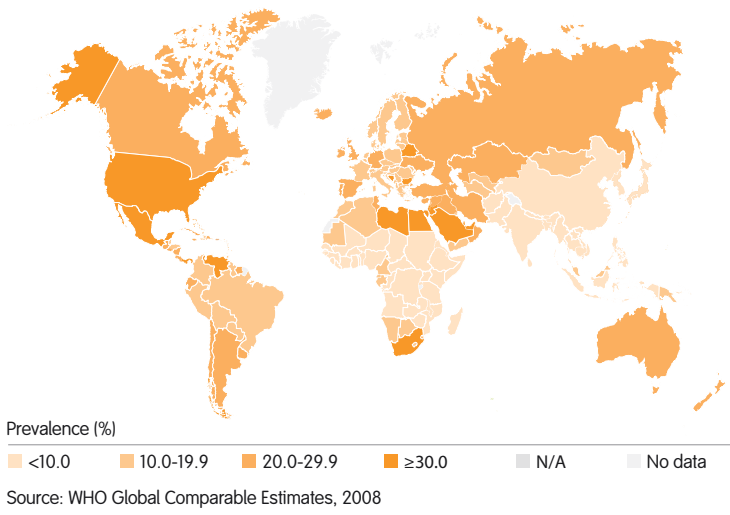 Prevalence (%)
<10.0 10.0-19.9 20.0-29.9 ≥30.0 N/A No data
Source: WHO Global Comparable Estimates, 2008